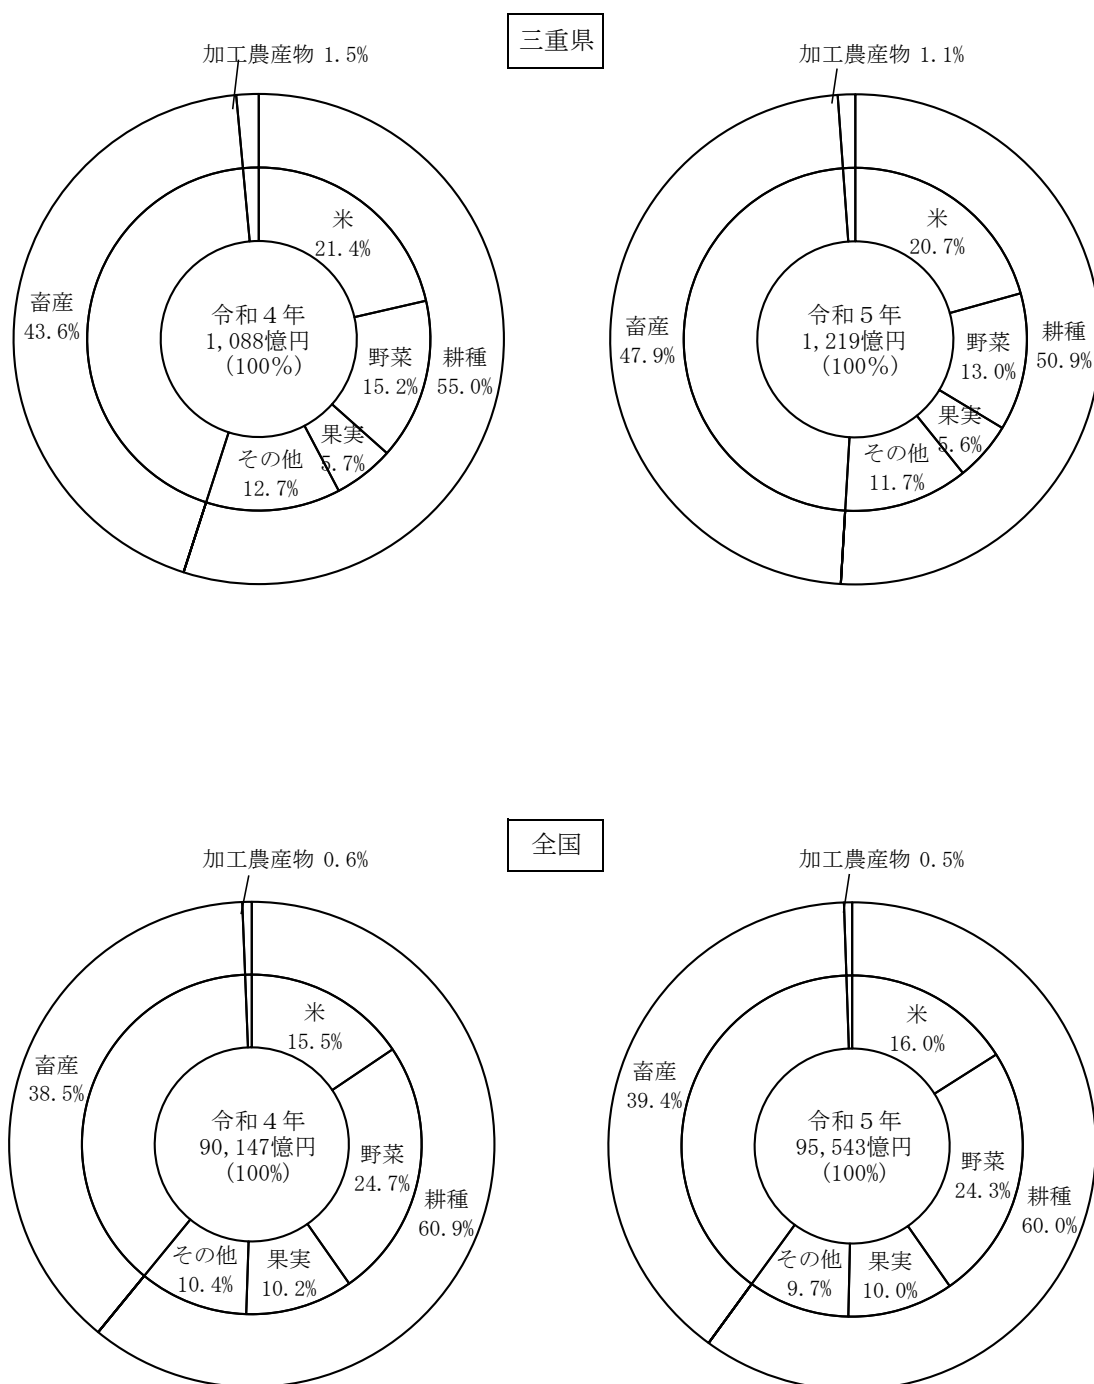 三重県
加工農産物 1.5%
米
21.4%
畜産
43.6%
令和４年
1,088億円
(100%)
野菜
15.2%
耕種
55.0%
果実
5.7%
その他
12.7%
加工農産物 1.1%
米
20.7%
畜産
47.9%
令和５年
1,219億円
(100%)
野菜
13.0%
耕種
50.9%
果実
5.6%
その他
11.7%
全国
加工農産物 0.6%
米
15.5%
畜産
38.5%
令和４年
90,147億円
(100%)
野菜
24.7%
耕種
60.9%
その他
10.4%
果実
10.2%
加工農産物 0.5%
米
16.0%
畜産
39.4%
令和５年
95,543億円
(100%)
野菜
24.3%
耕種
60.0%
その他
9.7%
果実
10.0%